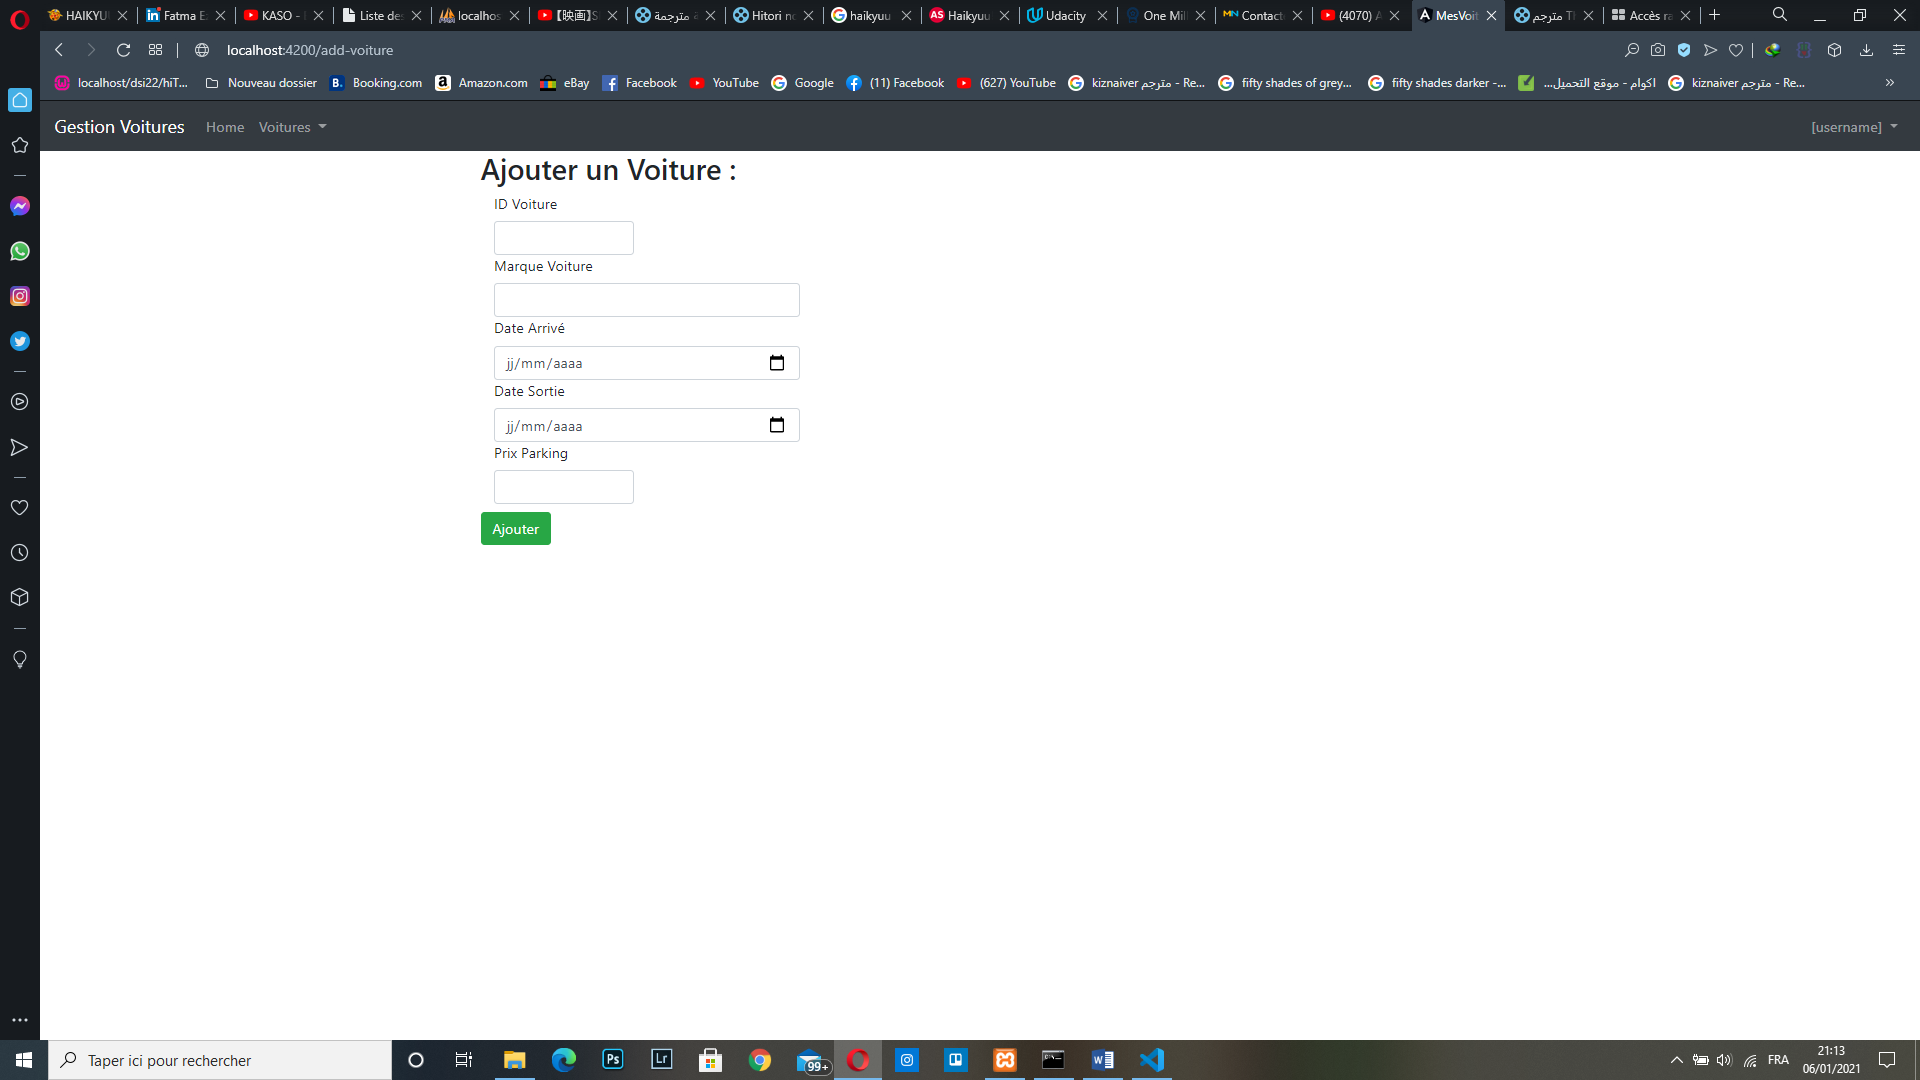 HAIKYU
Fatma E
KASO -
Liste de
localhos
【映画】S
مترجمة
Hitori n
haikyuu
Haikyuu
Udacity
One Mil
Contact
(4070) A
MesVoit
مترجم T
Accès ra
localhost:4200/add-voiture
localhost/dsi22/hiT...
Nouveau dossier
Booking.com
Amazon.com
eBay
Facebook
YouTube
Google
(11) Facebook
(627) YouTube
kiznaiver مترجم - Re...
fifty shades of grey...
fifty shades darker -...
اكوام - موقع التحميل...
kiznaiver مترجم - Re...
Gestion Voitures
Home
Voitures
[username]
Ajouter un Voiture :
ID Voiture
Marque Voiture
Date Arrivé
jj/mm/aaaa
Date Sortie
jj/mm/aaaa
Prix Parking
Ajouter
Taper ici pour rechercher
Ps
Lr
99+
FRA
21:13
06/01/2021